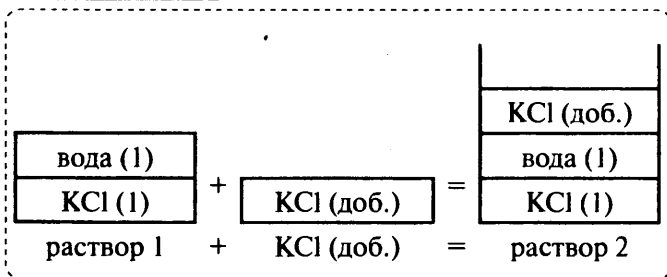 KCl (доб.)
вода (1) вода (1)
KCl (1) + KCl (доб.) = KCl (1)
раствор 1 + KCl (доб.) = раствор 2